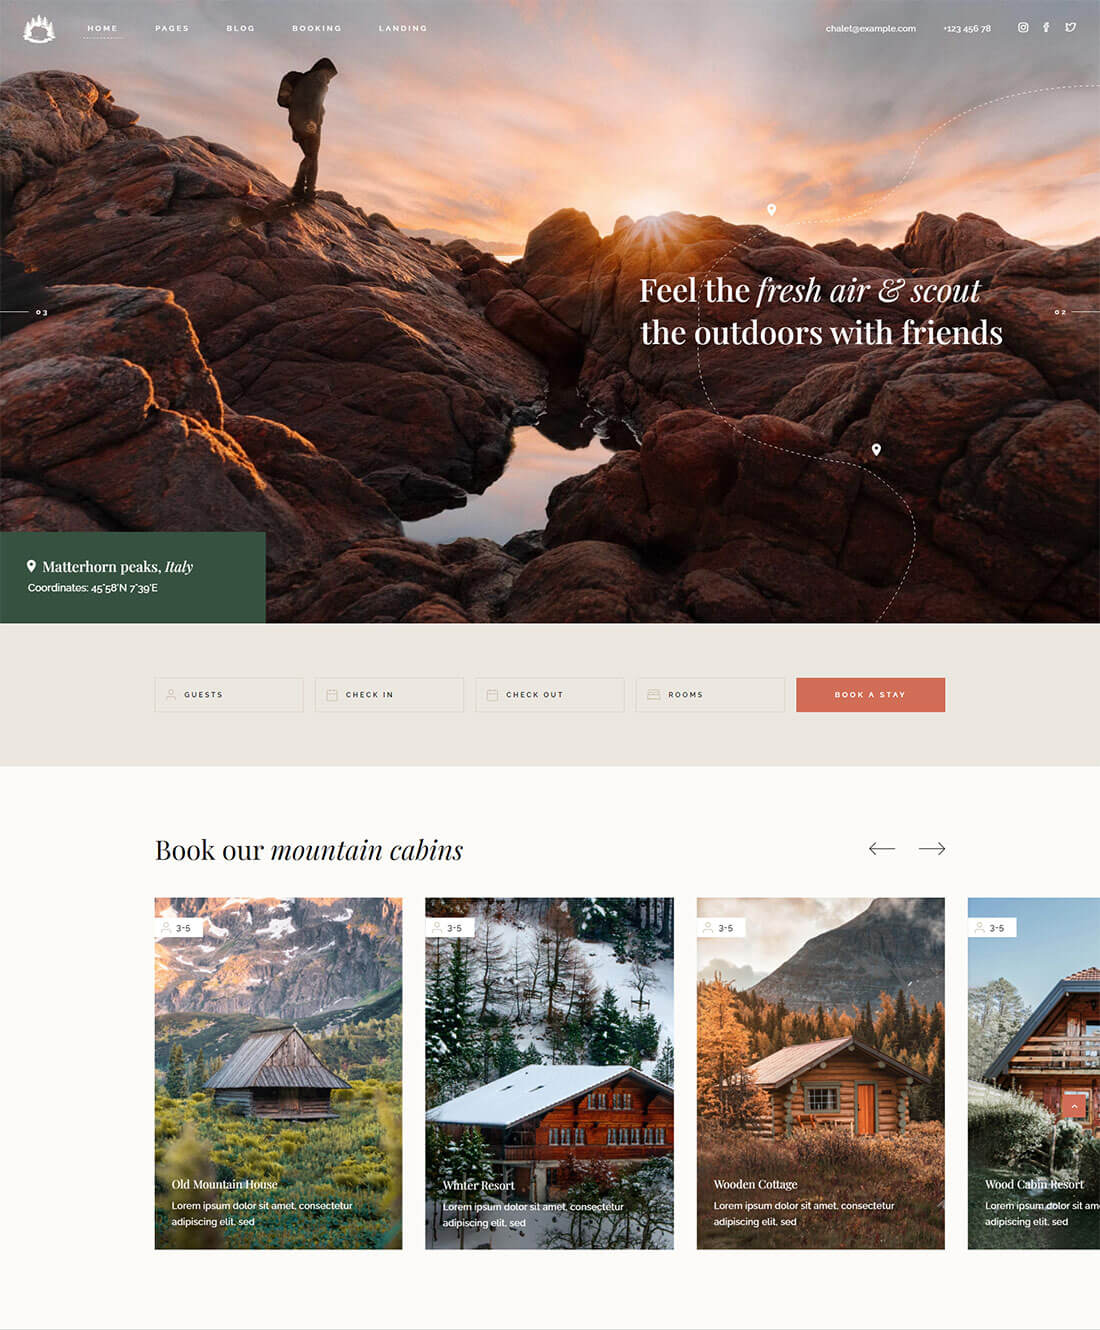 HOME PAGES BLOG BOOKING LANDING chalet@example.com +123 456 78
Feel the fresh air & scout
the outdoors with friends
03
02
Matterhorn peaks, Italy
Coordinates: 45°58'N 7°39'E
GUESTS CHECK IN CHECK OUT ROOMS BOOK A STAY
Book our mountain cabins
3-5
Old Mountain House
Lorem ipsum dolor sit amet, consectetur
adipiscing elit, sed
3-5
Winter Resort
Lorem ipsum dolor sit amet, consectetur
adipiscing elit, sed
3-5
Wooden Cottage
Lorem ipsum dolor sit amet, consectetur
adipiscing elit, sed
3-5
Wood Cabin Resort
Lorem ipsum dolor sit am
adipiscing elit, sed